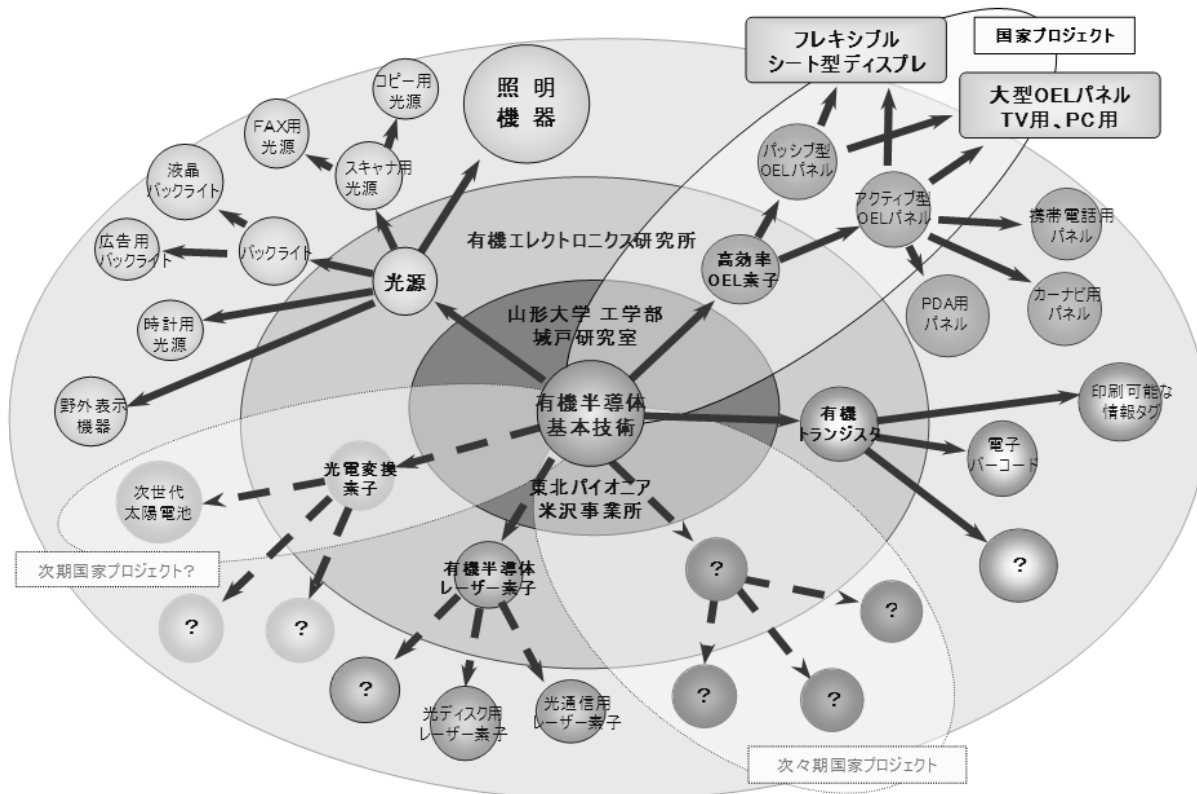 フレキシブル
シート型ディスプレ
国家プロジェクト
大型OELパネル
TV用、PC用
照 明
機 器
コピー用
光源
FAX用
光源
スキャナ用
光源
液晶
バックライト
広告用
バックライト
バックライト
時計用
光源
野外表示
機器
光源
有機エレクトロニクス研究所
パッシブ型
OELパネル
アクティブ型
OELパネル
携帯電話用
パネル
高効率
OEL素子
PDA用
パネル
カーナビ用
パネル
山形大学 工学部
城戸研究室
有機半導体
基本技術
有機
トランジスタ
印刷可能な
情報タグ
電子
バーコード
?
光電変換
素子
次世代
太陽電池
次期国家プロジェクト?
?
?
東北パイオニア
米沢事業所
有機半導体
レーザー素子
?
光ディスク用
レーザー素子
光通信用
レーザー素子
?
?
?
?
次々期国家プロジェクト